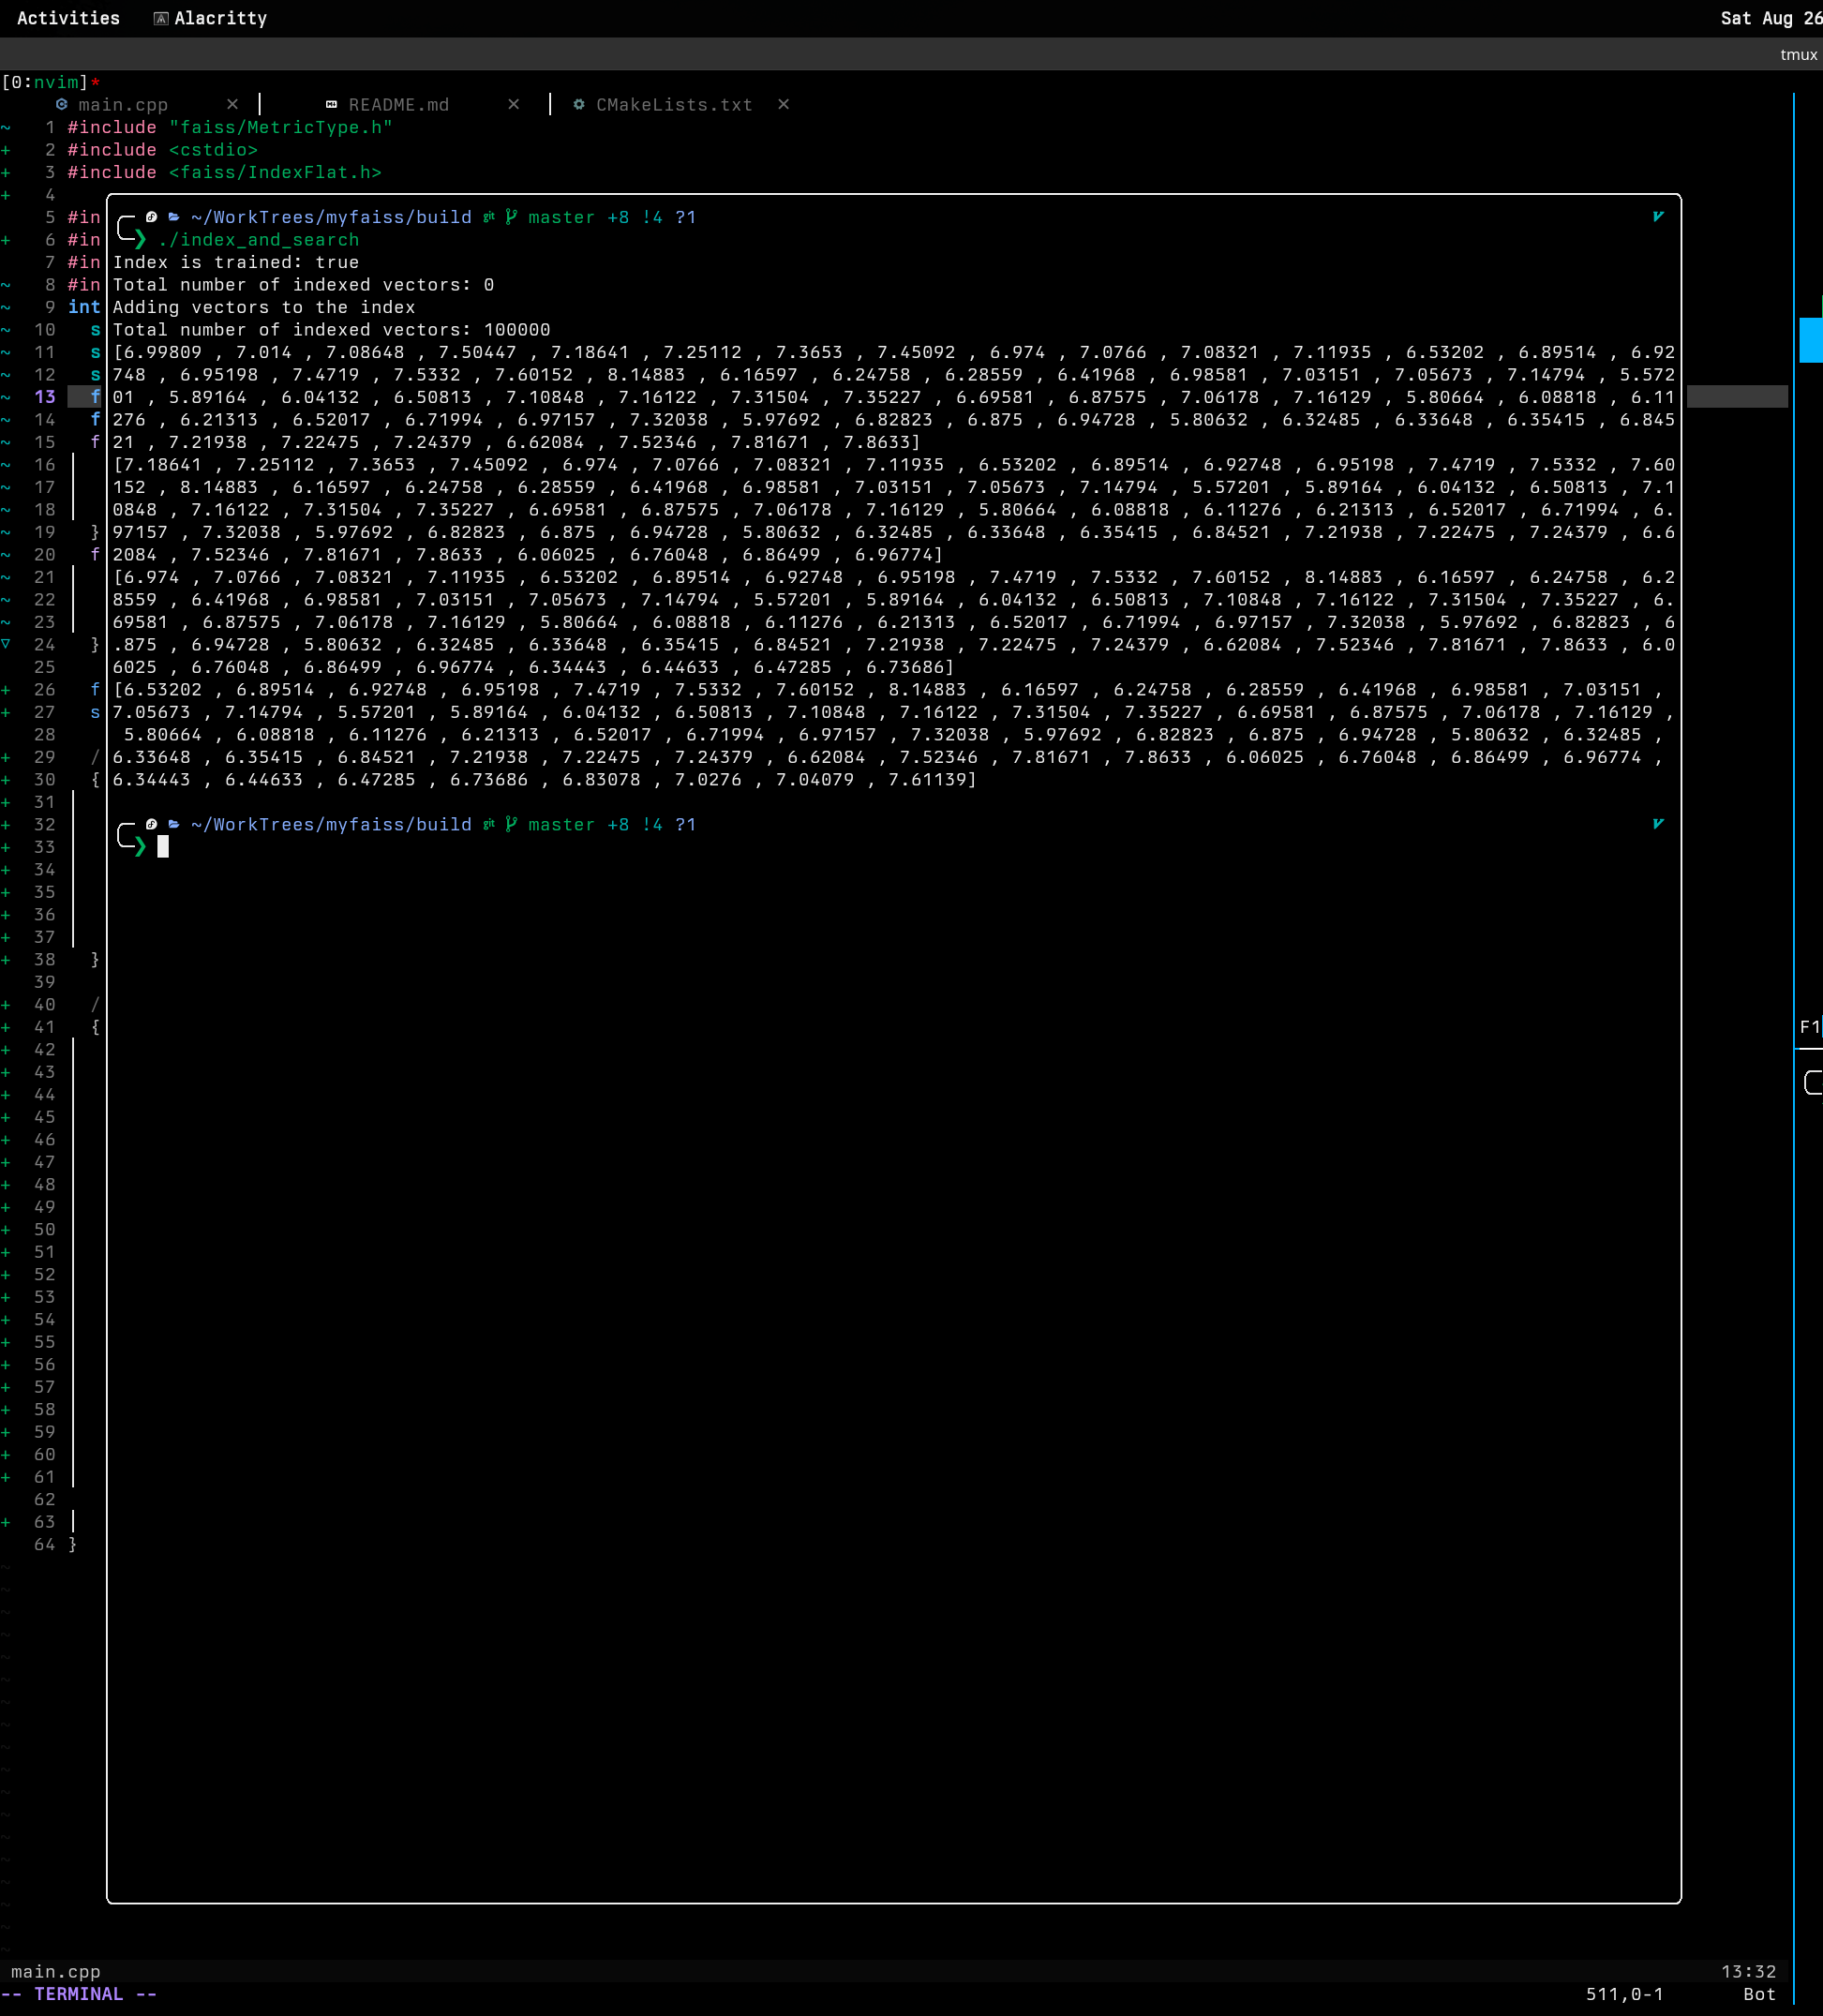 Activities Alacritty Sat Aug 26
tmux
[0:nvim]*
main.cpp × README.md × CMakeLists.txt ×
~ 1 #include "faiss/MetricType.h"
+ 2 #include <cstdio>
+ 3 #include <faiss/IndexFlat.h>
+ 4
5 #in ~/WorkTrees/myfaiss/build git master +8 !4 ?1
+ 6 #in ❯ ./index_and_search
7 #in Index is trained: true
~ 8 #in Total number of indexed vectors: 0
~ 9 int Adding vectors to the index
~ 10 s Total number of indexed vectors: 100000
~ 11 s [6.99809 , 7.014 , 7.08648 , 7.50447 , 7.18641 , 7.25112 , 7.3653 , 7.45092 , 6.974 , 7.0766 , 7.08321 , 7.11935 , 6.53202 , 6.89514 , 6.92
~ 12 s 748 , 6.95198 , 7.4719 , 7.5332 , 7.60152 , 8.14883 , 6.16597 , 6.24758 , 6.28559 , 6.41968 , 6.98581 , 7.03151 , 7.05673 , 7.14794 , 5.572
~ 13 f 01 , 5.89164 , 6.04132 , 6.50813 , 7.10848 , 7.16122 , 7.31504 , 7.35227 , 6.69581 , 6.87575 , 7.06178 , 7.16129 , 5.80664 , 6.08818 , 6.11
~ 14 f 276 , 6.21313 , 6.52017 , 6.71994 , 6.97157 , 7.32038 , 5.97692 , 6.82823 , 6.875 , 6.94728 , 5.80632 , 6.32485 , 6.33648 , 6.35415 , 6.845
~ 15 f 21 , 7.21938 , 7.22475 , 7.24379 , 6.62084 , 7.52346 , 7.81671 , 7.8633]
~ 16 [7.18641 , 7.25112 , 7.3653 , 7.45092 , 6.974 , 7.0766 , 7.08321 , 7.11935 , 6.53202 , 6.89514 , 6.92748 , 6.95198 , 7.4719 , 7.5332 , 7.60
~ 17 152 , 8.14883 , 6.16597 , 6.24758 , 6.28559 , 6.41968 , 6.98581 , 7.03151 , 7.05673 , 7.14794 , 5.57201 , 5.89164 , 6.04132 , 6.50813 , 7.1
~ 18 0848 , 7.16122 , 7.31504 , 7.35227 , 6.69581 , 6.87575 , 7.06178 , 7.16129 , 5.80664 , 6.08818 , 6.11276 , 6.21313 , 6.52017 , 6.71994 , 6.
~ 19 } 97157 , 7.32038 , 5.97692 , 6.82823 , 6.875 , 6.94728 , 5.80632 , 6.32485 , 6.33648 , 6.35415 , 6.84521 , 7.21938 , 7.22475 , 7.24379 , 6.6
~ 20 f 2084 , 7.52346 , 7.81671 , 7.8633 , 6.06025 , 6.76048 , 6.86499 , 6.96774]
~ 21 [6.974 , 7.0766 , 7.08321 , 7.11935 , 6.53202 , 6.89514 , 6.92748 , 6.95198 , 7.4719 , 7.5332 , 7.60152 , 8.14883 , 6.16597 , 6.24758 , 6.2
~ 22 8559 , 6.41968 , 6.98581 , 7.03151 , 7.05673 , 7.14794 , 5.57201 , 5.89164 , 6.04132 , 6.50813 , 7.10848 , 7.16122 , 7.31504 , 7.35227 , 6.
~ 23 69581 , 6.87575 , 7.06178 , 7.16129 , 5.80664 , 6.08818 , 6.11276 , 6.21313 , 6.52017 , 6.71994 , 6.97157 , 7.32038 , 5.97692 , 6.82823 , 6
▽ 24 } .875 , 6.94728 , 5.80632 , 6.32485 , 6.33648 , 6.35415 , 6.84521 , 7.21938 , 7.22475 , 7.24379 , 6.62084 , 7.52346 , 7.81671 , 7.8633 , 6.0
25 6025 , 6.76048 , 6.86499 , 6.96774 , 6.34443 , 6.44633 , 6.47285 , 6.73686]
+ 26 f [6.53202 , 6.89514 , 6.92748 , 6.95198 , 7.4719 , 7.5332 , 7.60152 , 8.14883 , 6.16597 , 6.24758 , 6.28559 , 6.41968 , 6.98581 , 7.03151 ,
+ 27 s 7.05673 , 7.14794 , 5.57201 , 5.89164 , 6.04132 , 6.50813 , 7.10848 , 7.16122 , 7.31504 , 7.35227 , 6.69581 , 6.87575 , 7.06178 , 7.16129 ,
28 5.80664 , 6.08818 , 6.11276 , 6.21313 , 6.52017 , 6.71994 , 6.97157 , 7.32038 , 5.97692 , 6.82823 , 6.875 , 6.94728 , 5.80632 , 6.32485 ,
+ 29 / 6.33648 , 6.35415 , 6.84521 , 7.21938 , 7.22475 , 7.24379 , 6.62084 , 7.52346 , 7.81671 , 7.8633 , 6.06025 , 6.76048 , 6.86499 , 6.96774 ,
+ 30 { 6.34443 , 6.44633 , 6.47285 , 6.73686 , 6.83078 , 7.0276 , 7.04079 , 7.61139]
+ 31
+ 32 ~/WorkTrees/myfaiss/build git master +8 !4 ?1
+ 33 ❯
+ 34
+ 35
+ 36
+ 37
+ 38 }
39
+ 40 /
+ 41 { F1
+ 42
+ 43
+ 44
+ 45
+ 46
+ 47
+ 48
+ 49
+ 50
+ 51
+ 52
+ 53
+ 54
+ 55
+ 56
+ 57
+ 58
+ 59
+ 60
+ 61
62
+ 63
64 }
main.cpp 13:32
-- TERMINAL -- 511,0-1 Bot